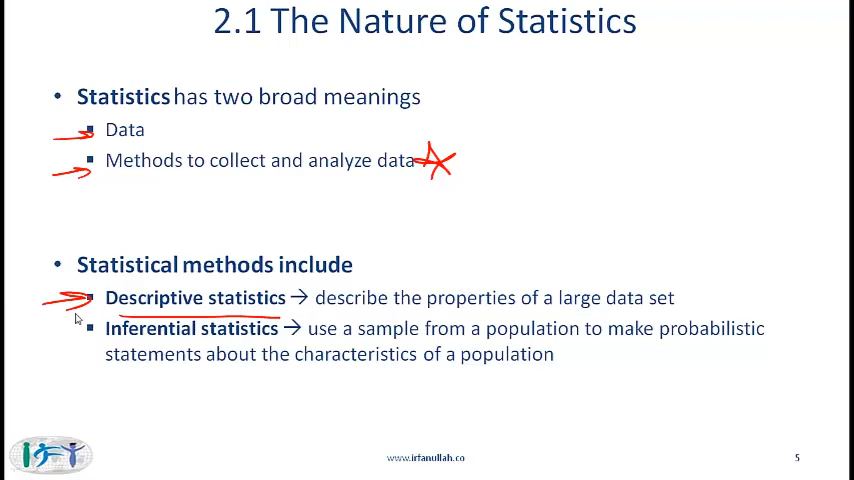 2.1 The Nature of Statistics
• Statistics has two broad meanings
▪ Data
▪ Methods to collect and analyze data
• Statistical methods include
▪ Descriptive statistics → describe the properties of a large data set
▪ Inferential statistics → use a sample from a population to make probabilistic
statements about the characteristics of a population
IFT
www.irfanullah.co
5